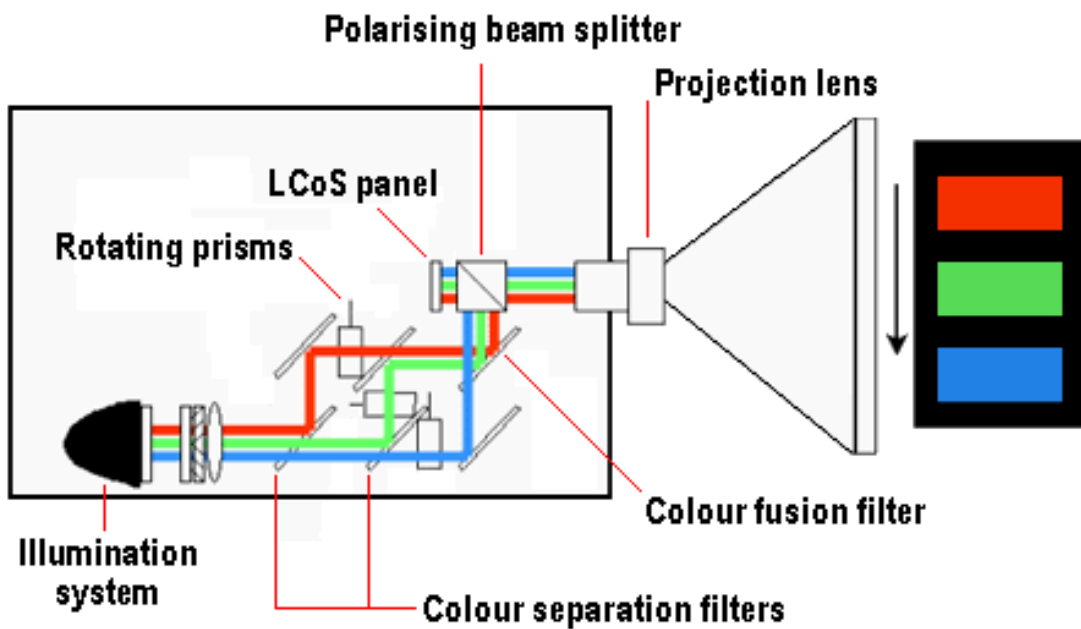 Polarising beam splitter
Projection lens
LCoS panel
Rotating prisms
Colour fusion filter
Illumination
system
Colour separation filters